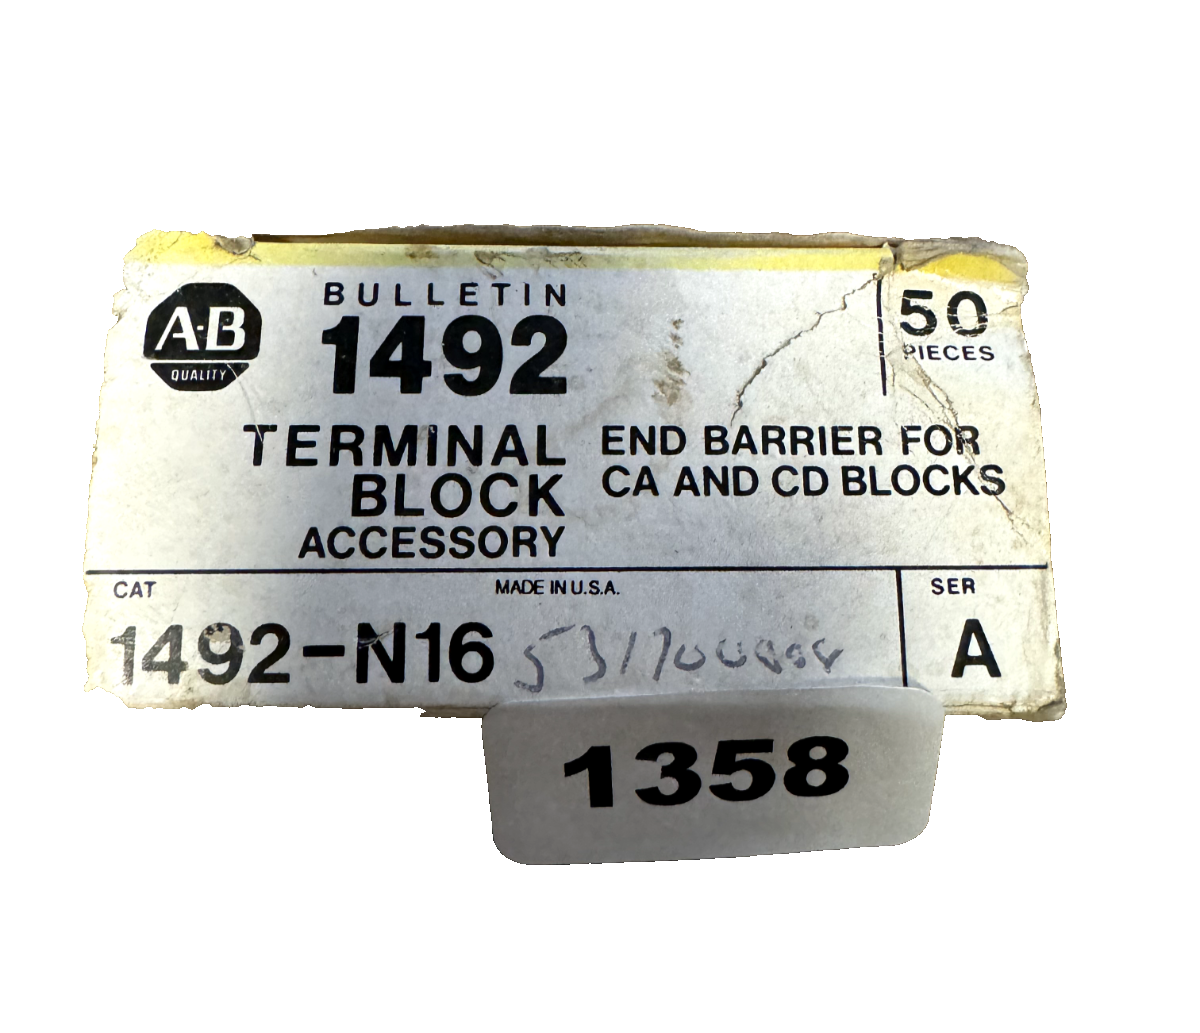 A-B
QUALITY
BULLETIN
1492
50
PIECES
TERMINAL
BLOCK
ACCESSORY
END BARRIER FOR
CA AND CD BLOCKS
CAT
MADE IN U.S.A.
SER
1492-N16
A
1358